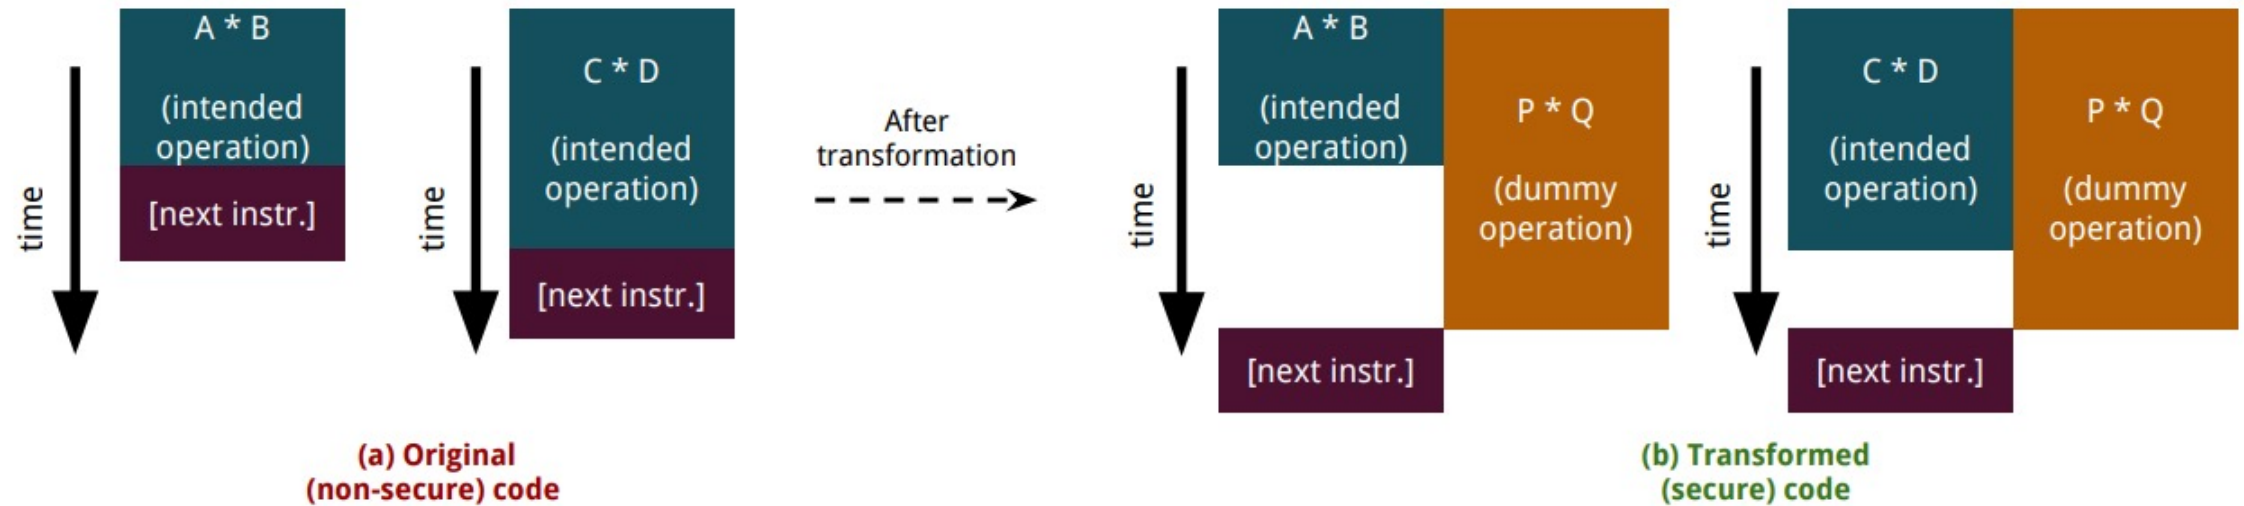 A * B
(intended
operation)
[next instr.]
time
C * D
(intended
operation)
[next instr.]
time
After
transformation
A * B
(intended
operation)
P * Q
(dummy
operation)
[next instr.]
time
C * D
(intended
operation)
P * Q
(dummy
operation)
[next instr.]
time
(a) Original
(non-secure) code
(b) Transformed
(secure) code